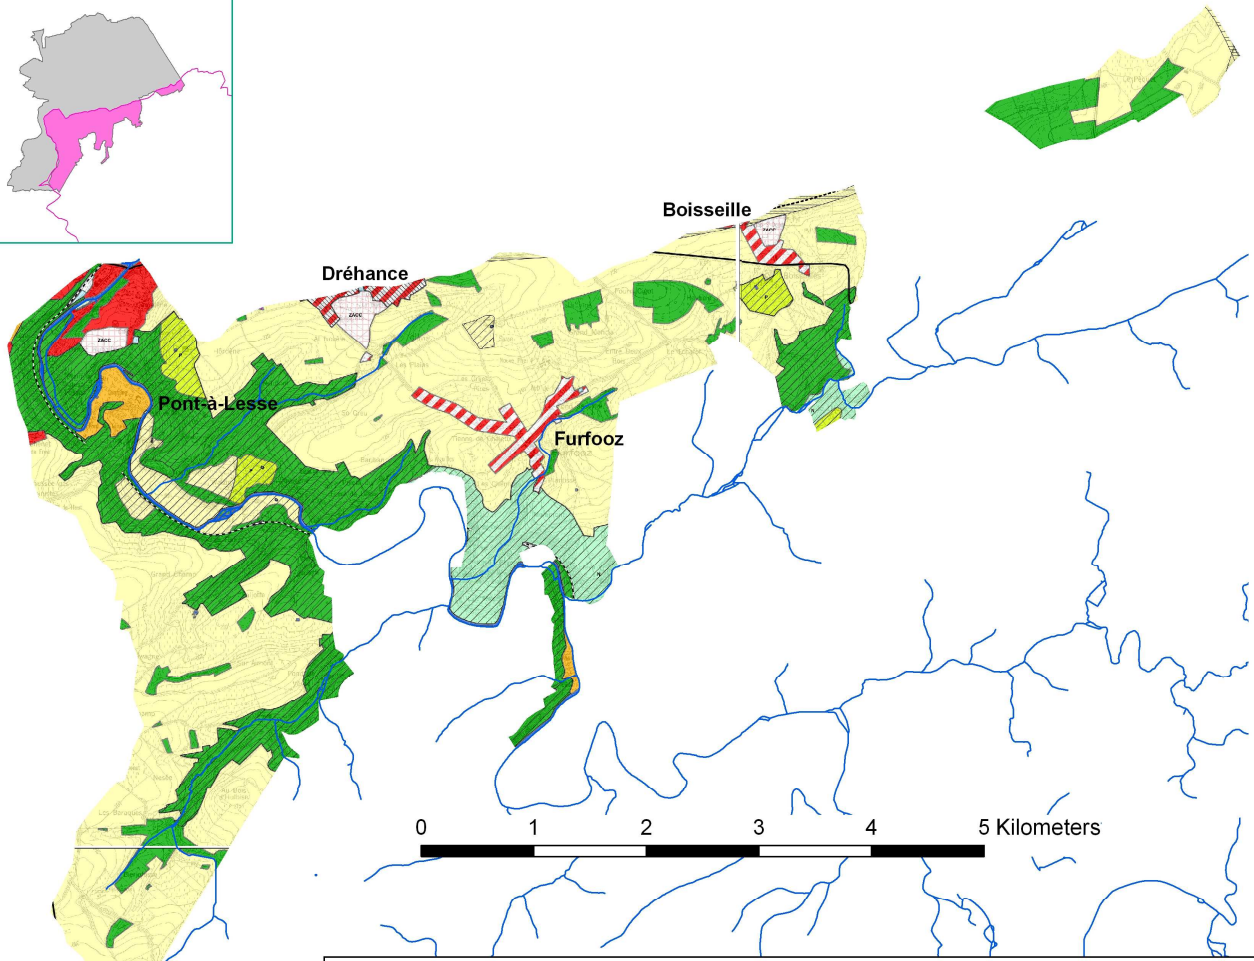 Boisseille
ZACC
Dréhance
ZACC
ZACC
Pont-à-Lesse
Furfooz
0 1 2 3 4 5 Kilometers